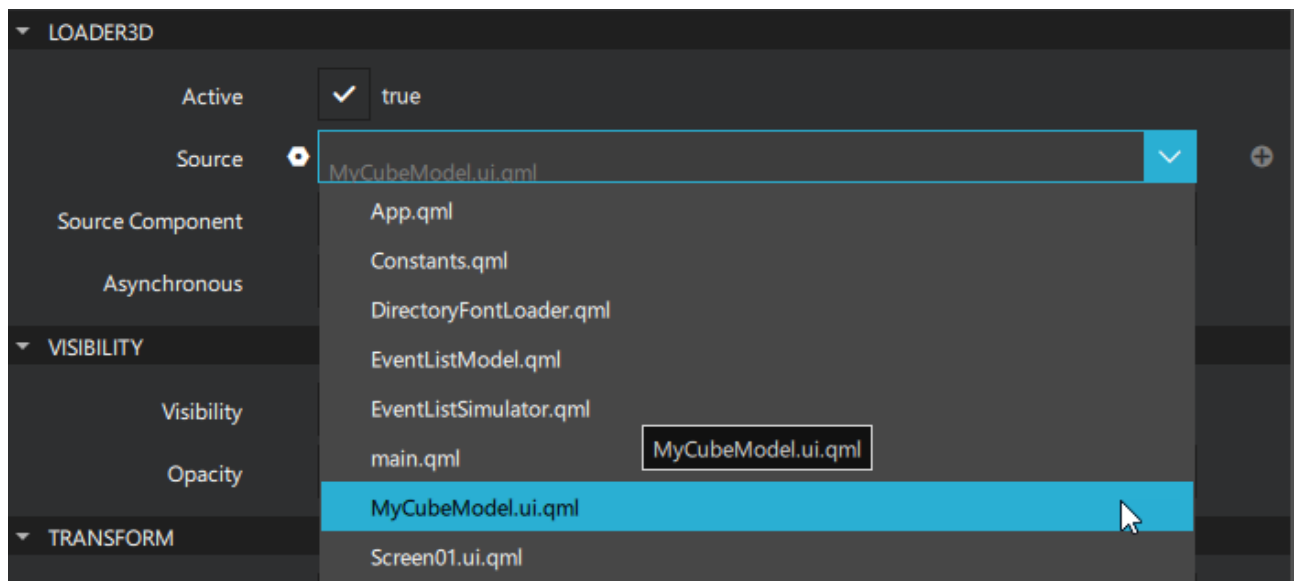 LOADER3D
Active true
Source MyCubeModel.ui.qml
App.qml
Source Component
Constants.qml
Asynchronous
DirectoryFontLoader.qml
VISIBILITY
EventListModel.qml
Visibility
EventListSimulator.qml
main.qml MyCubeModel.ui.qml
Opacity
MyCubeModel.ui.qml
TRANSFORM
Screen01.ui.qml